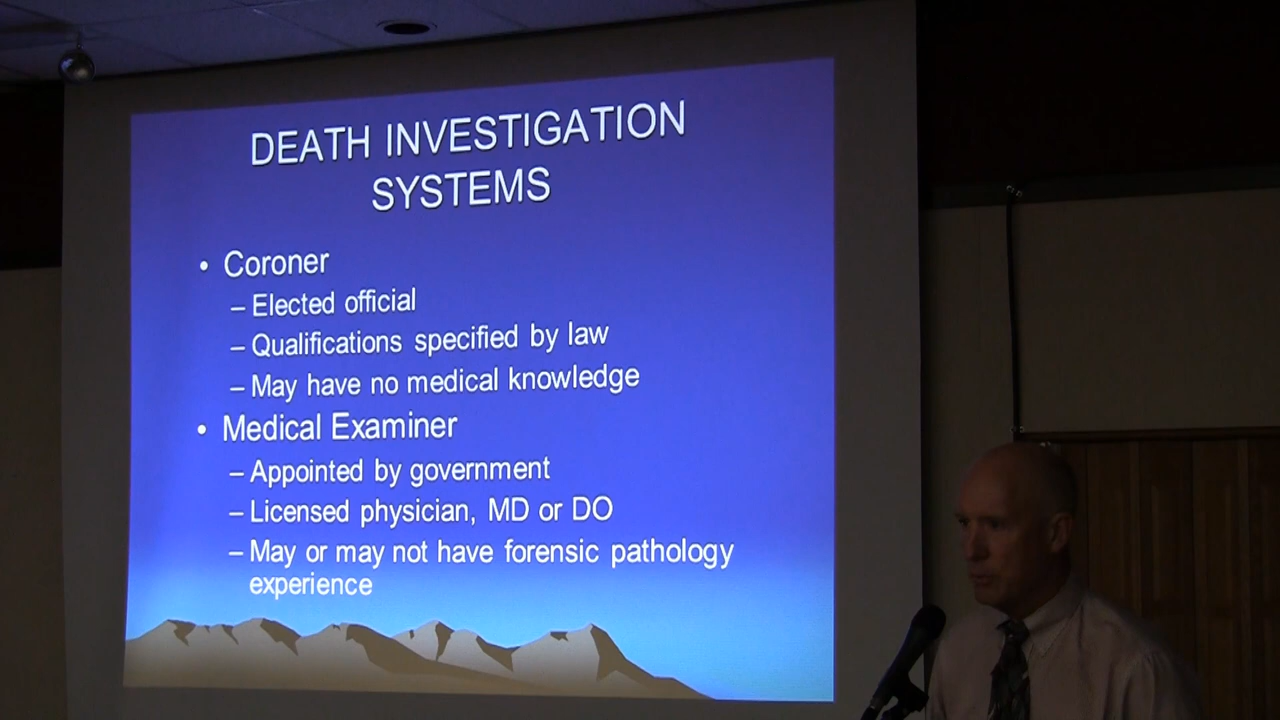 DEATH INVESTIGATION
SYSTEMS
• Coroner
– Elected official
– Qualifications specified by law
– May have no medical knowledge
• Medical Examiner
– Appointed by government
– Licensed physician, MD or DO
– May or may not have forensic pathology
experience